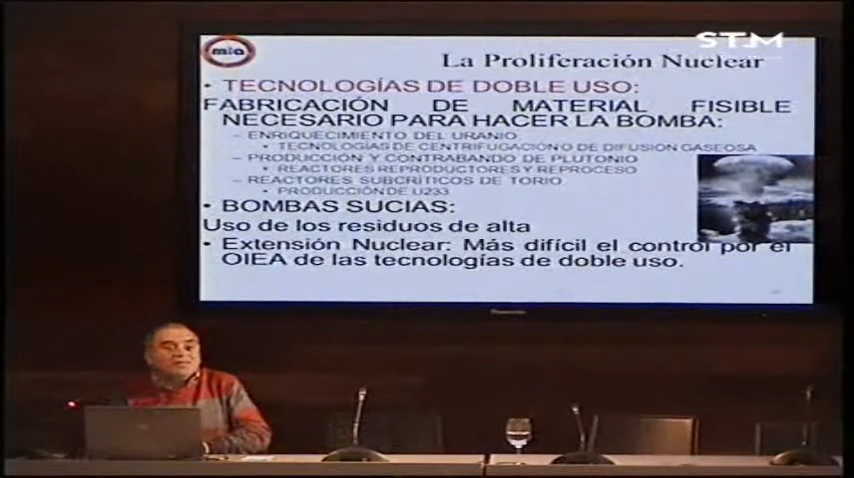 STM
mia
La Proliferación Nuclear
• TECNOLOGÍAS DE DOBLE USO:
FABRICACIÓN DE MATERIAL FISIBLE
NECESARIO PARA HACER LA BOMBA:
– ENRIQUECIMIENTO DEL URANIO
• TECNOLOGÍAS DE CENTRIFUGACIÓN O DE DIFUSIÓN GASEOSA
– PRODUCCIÓN Y CONTRABANDO DE PLUTONIO
• REACTORES REPRODUCTORES Y REPROCESO
– REACTORES SUBCRÍTICOS DE TORIO
• PRODUCCIÓN DE U233
• BOMBAS SUCIAS:
Uso de los residuos de alta
• Extensión Nuclear: Más difícil el control por el
OIEA de las tecnologías de doble uso.